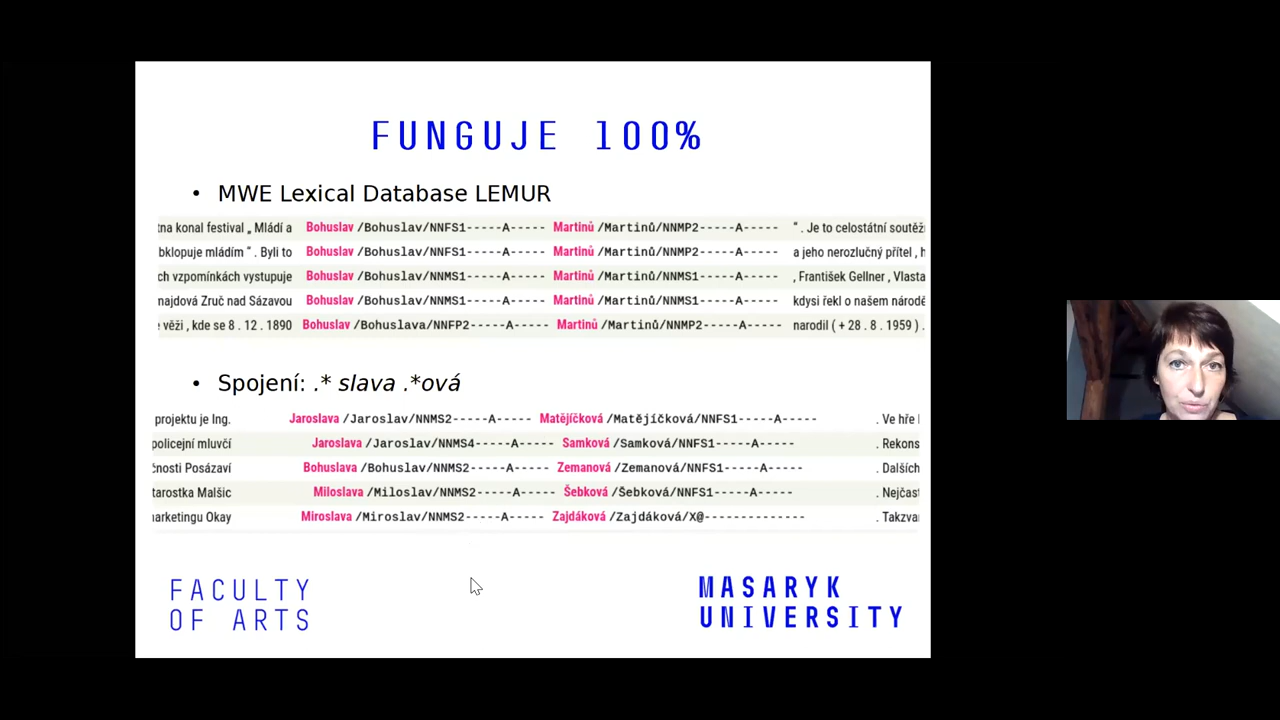 FUNGUJE 100%
• MWE Lexical Database LEMUR
na konal festival „ Mládí a Bohuslav /Bohuslav/NNFS1-----A----- Martinů /Martinů/NNMP2-----A----- “ . Je to celostátní soutěži
obklopuje mládím “ . Byli to Bohuslav /Bohuslav/NNFS1-----A----- Martinů /Martinů/NNMP2-----A----- a jeho nerozlučný přítel , h
ch vzpomínkách vystupuje Bohuslav /Bohuslav/NNMS1-----A----- Martinů /Martinů/NNMS1-----A----- , František Gellner , Vlasta
najdová Zruč nad Sázavou Bohuslav /Bohuslav/NNMS1-----A----- Martinů /Martinů/NNMS1-----A----- kdysi řekl o našem národě
věži , kde se 8 . 12 . 1890 Bohuslav /Bohuslava/NNFP2-----A----- Martinů /Martinů/NNMP2-----A----- narodil ( + 28 . 8 . 1959 ) .
• Spojení: .* slava .*ová
projektu je Ing. Jaroslava /Jaroslav/NNMS2-----A----- Matějíčková /Matějíčková/NNFS1-----A----- . Ve hře
policejní mluvčí Jaroslava /Jaroslav/NNMS4-----A----- Samková /Samková/NNFS1-----A----- . Rekons
čnosti Posázaví Bohuslava /Bohuslav/NNMS2-----A----- Zemanová /Zemanová/NNFS1-----A----- . Dalších
tarostka Malšic Miloslava /Miloslav/NNMS2-----A----- Šebková /Šebková/NNFS1-----A----- . Nejčast
arketingu Okay Miroslava /Miroslav/NNMS2-----A----- Zajdáková /Zajdáková/X@------------- . Takzva
FACULTY
OF ARTS
MASARYK
UNIVERSITY